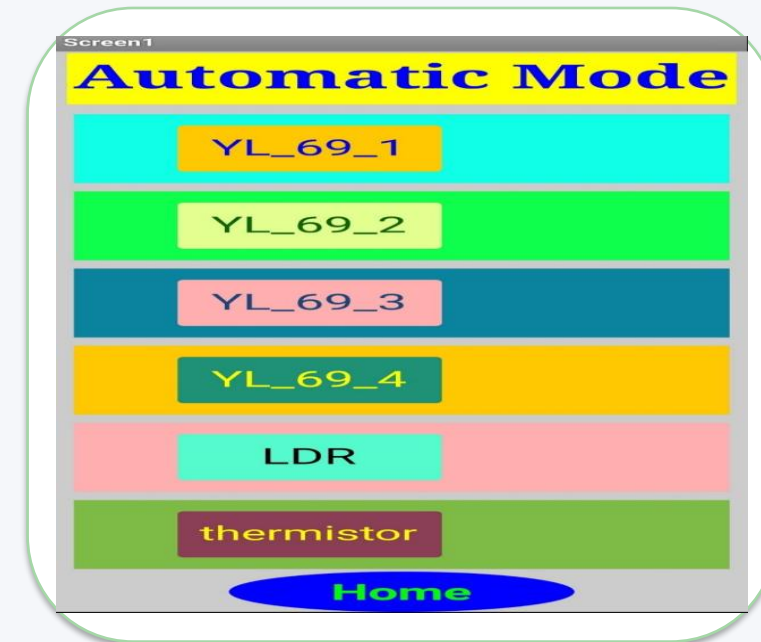 Screen1
Automatic Mode
YL_69_1
YL_69_2
YL_69_3
YL_69_4
LDR
thermistor
Home